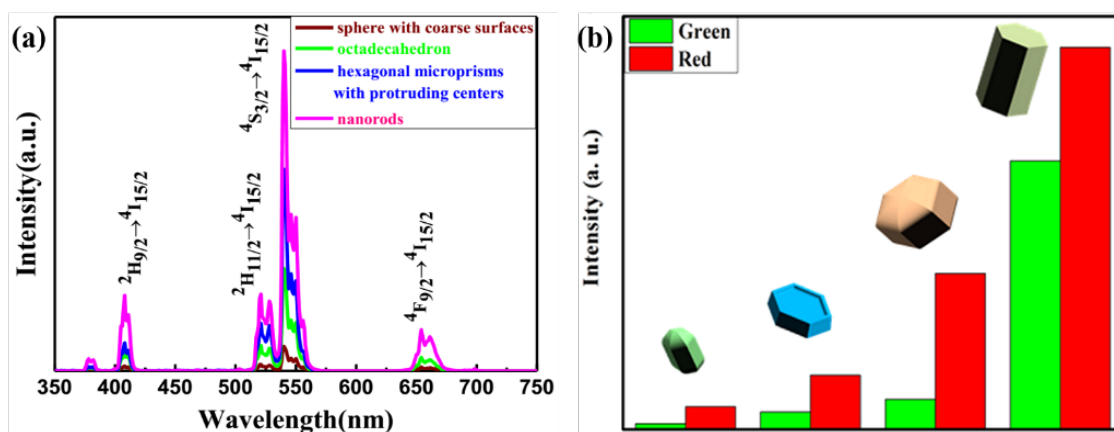 (a)
sphere with coarse surfaces
octadecahedron
hexagonal microprisms
with protruding centers
nanorods
²H₉/₂→⁴I₁₅/₂
²H₁₁/₂→⁴I₁₅/₂
⁴S₃/₂→⁴I₁₅/₂
⁴F₉/₂→⁴I₁₅/₂
Intensity(a.u.)
350 400 450 500 550 600 650 700 750
Wavelength(nm)
(b)
Green
Red
Intensity (a. u.)